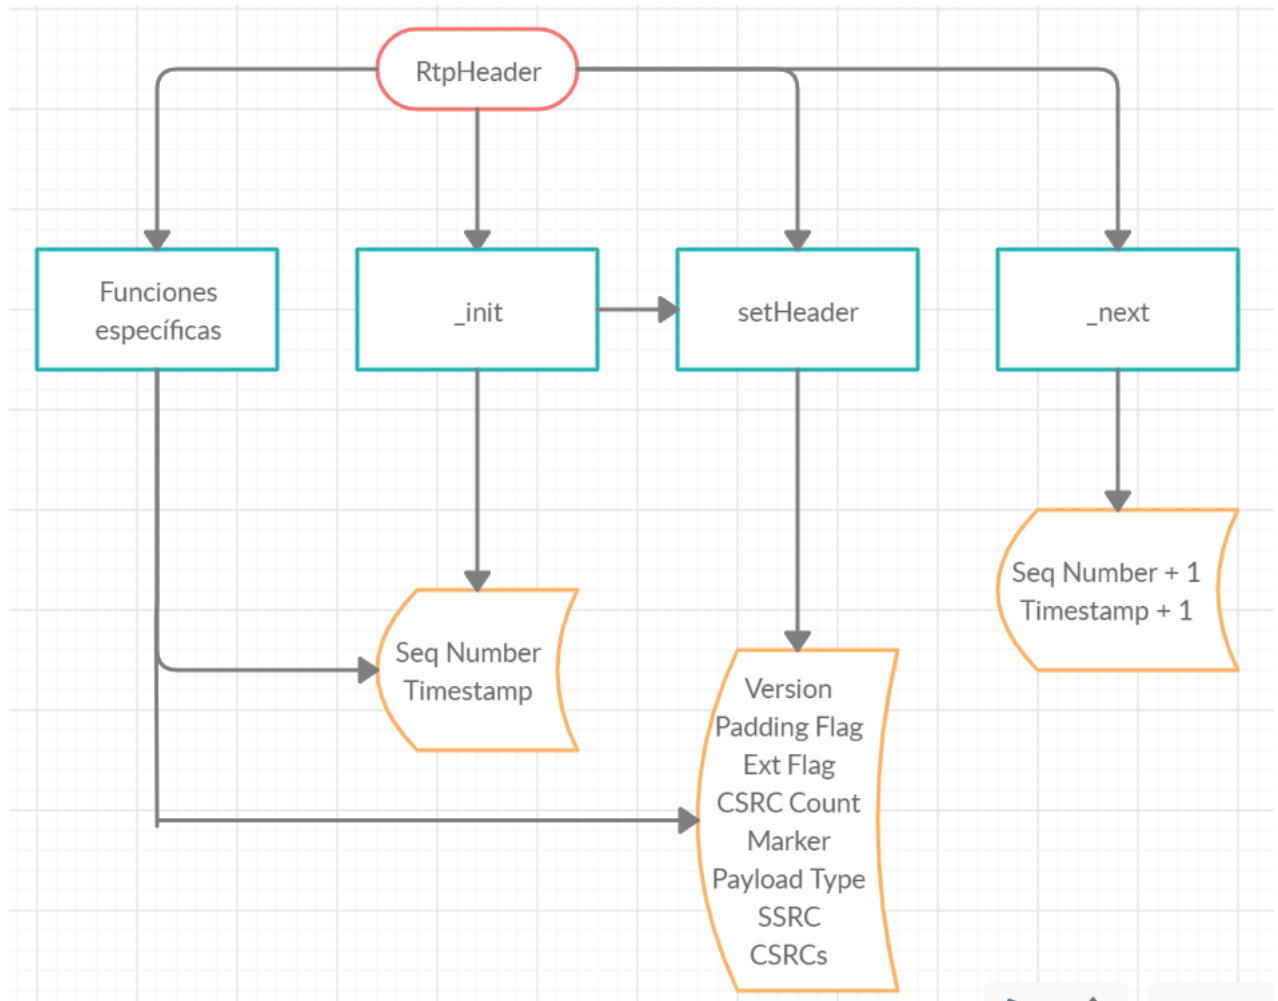 RtpHeader
Funciones
específicas
_init
setHeader
_next
Seq Number + 1
Timestamp + 1
Seq Number
Timestamp
Version
Padding Flag
Ext Flag
CSRC Count
Marker
Payload Type
SSRC
CSRCs